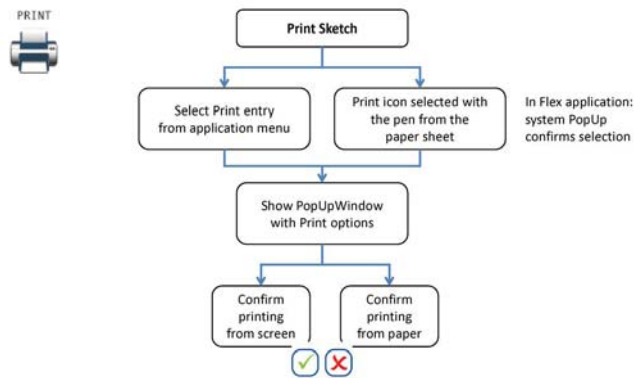 PRINT
Print Sketch
Select Print entry
from application menu
Print icon selected with
the pen from the
paper sheet
In Flex application:
system PopUp
confirms selection
Show PopUpWindow
with Print options
Confirm
printing
from screen
Confirm
printing
from paper